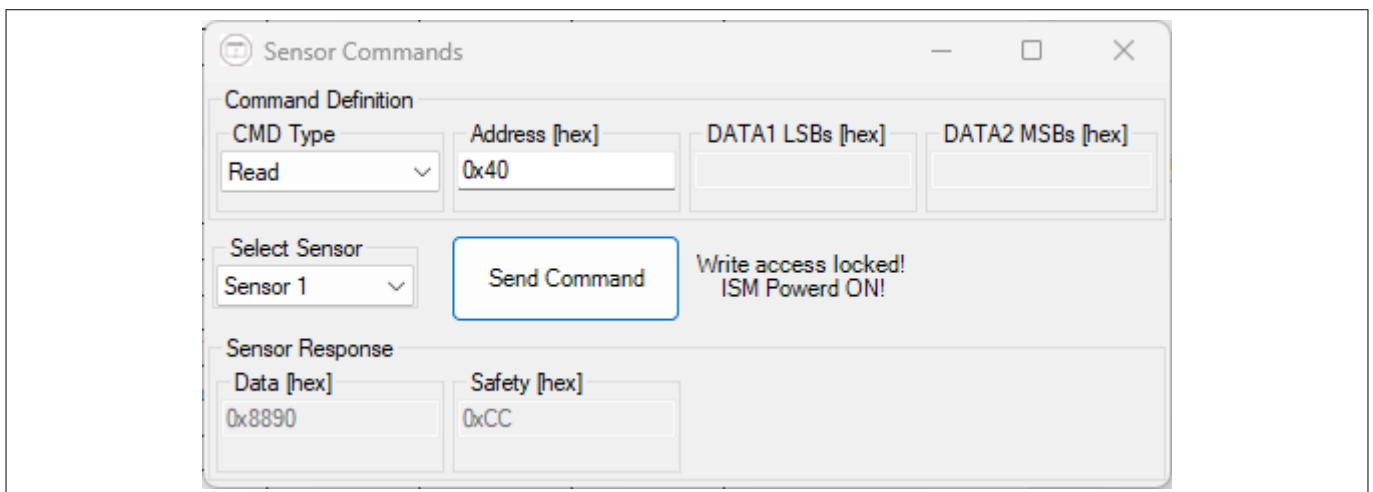 Sensor Commands
Command Definition
CMD Type
Address [hex]
DATA1 LSBs [hex]
DATA2 MSBs [hex]
Read
0x40
Select Sensor
Sensor 1
Send Command
Write access locked!
ISM Powerd ON!
Sensor Response
Data [hex]
Safety [hex]
0x8890
0xCC